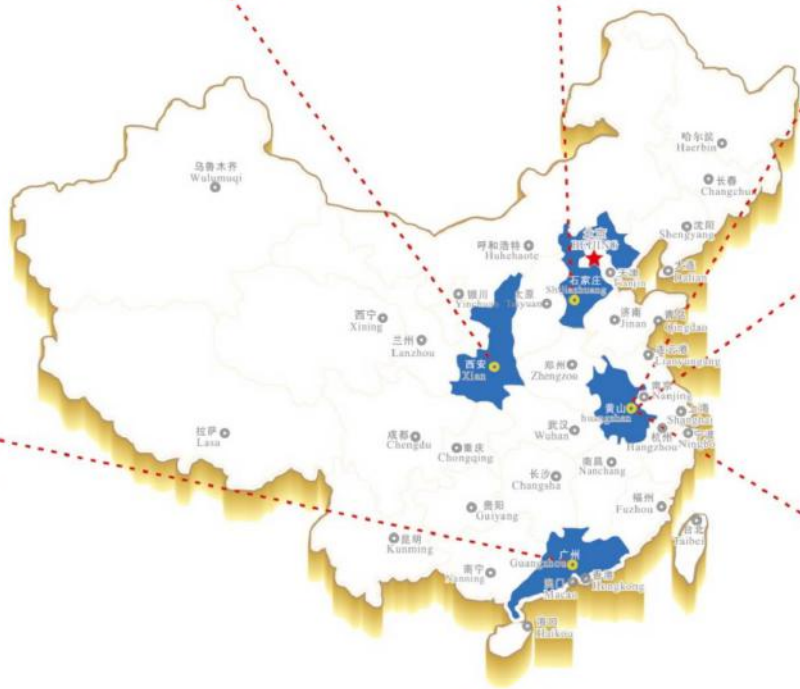 哈尔滨
Haerbin
乌鲁木齐
Wulumuqi
长春
Changchu
沈阳
Shengyang
北京
BEIJING
呼和浩特
Huhehaote
大连
Dalian
天津
Tianjin
石家庄
Shijiazhuang
银川
Yinchuan
太原
Taiyuan
西宁
Xining
济南
Jinan
青岛
Qingdao
兰州
Lanzhou
连云港
Lianyungang
西安
Xian
郑州
Zhengzou
南京
Nanjing
黄山
huangshan
上海
Shanghai
拉萨
Lasa
成都
Chengdu
重庆
Chongqing
武汉
Wuhan
杭州
Hangzhou
宁波
Ningbo
南昌
Nanchang
长沙
Changsha
贵阳
Guiyang
福州
Fuzhou
台北
Taibei
昆明
Kunming
广州
Guangzhou
南宁
Nanning
澳门
Macau
香港
Hongkong
海口
Haikou